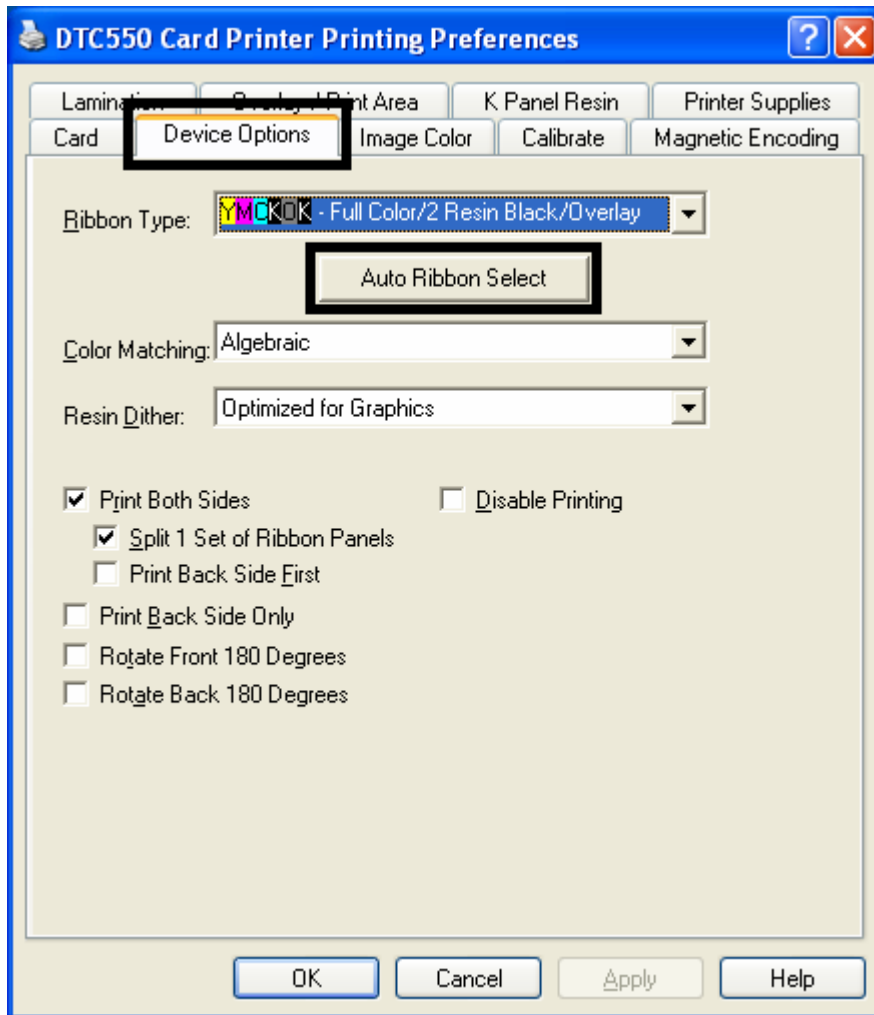 DTC550 Card Printer Printing Preferences
Lamination Overlay / Print Area K Panel Resin Printer Supplies
Card Device Options Image Color Calibrate Magnetic Encoding
Ribbon Type: YMCKOK - Full Color/2 Resin Black/Overlay
Auto Ribbon Select
Color Matching: Algebraic
Resin Dither: Optimized for Graphics
Print Both Sides Disable Printing
Split 1 Set of Ribbon Panels
Print Back Side First
Print Back Side Only
Rotate Front 180 Degrees
Rotate Back 180 Degrees
OK Cancel Apply Help